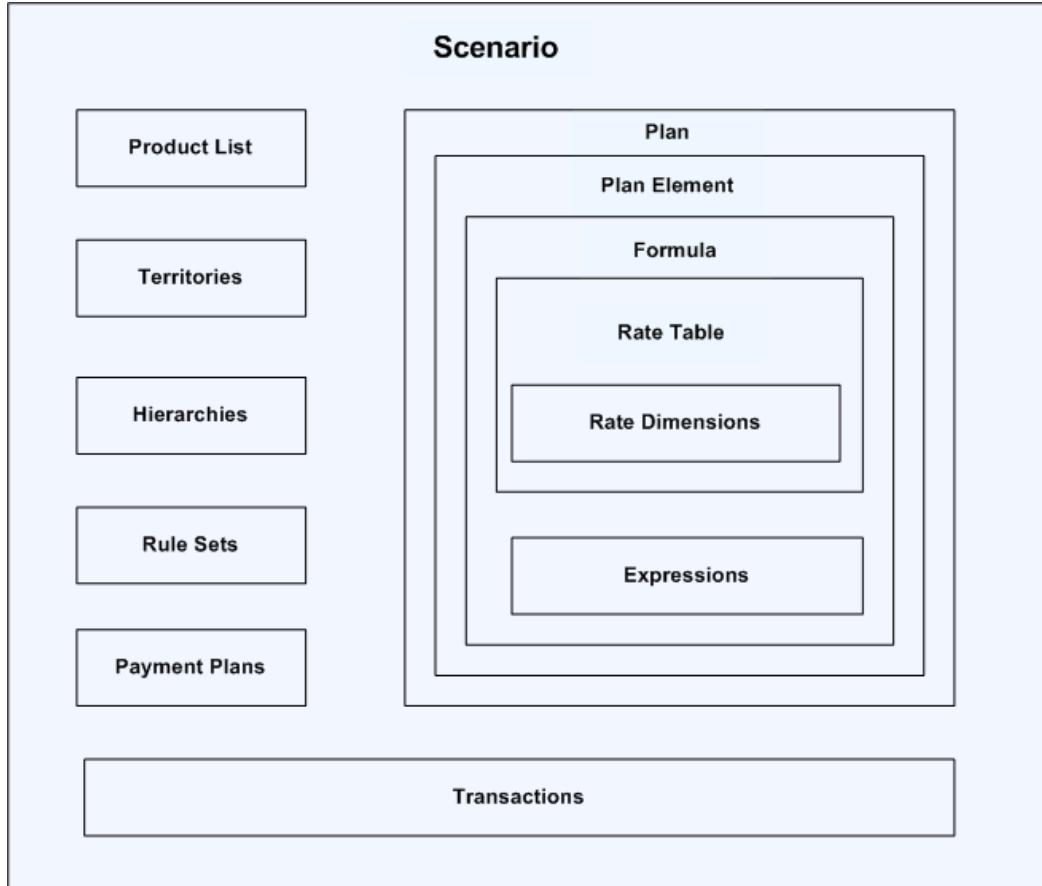 Scenario
Product List
Territories
Hierarchies
Rule Sets
Payment Plans
Plan
Plan Element
Formula
Rate Table
Rate Dimensions
Expressions
Transactions